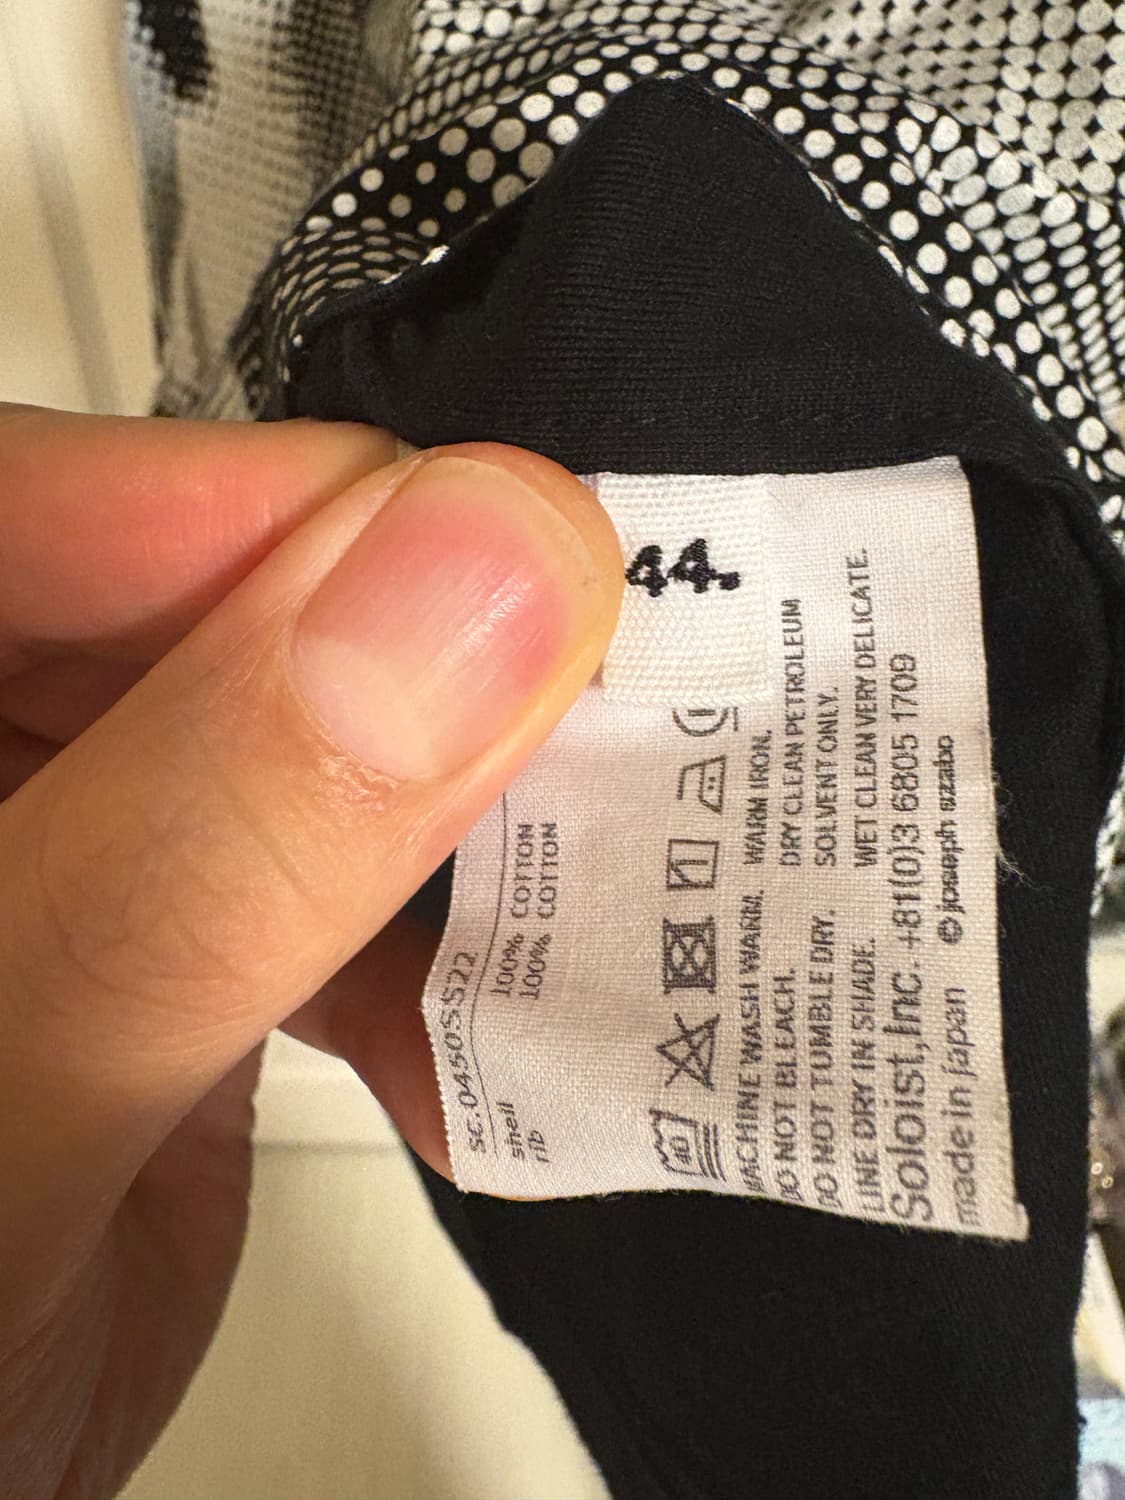 44.
sc.0450SS22
shell 100% COTTON
rib 100% COTTON
40
MACHINE WASH WARM. WARM IRON.
DO NOT BLEACH. DRY CLEAN PETROLEUM
DO NOT TUMBLE DRY. SOLVENT ONLY.
LINE DRY IN SHADE. WET CLEAN VERY DELICATE.
Soloist,Inc. +81(0)3 6805 1709
made in japan © joseph szabo